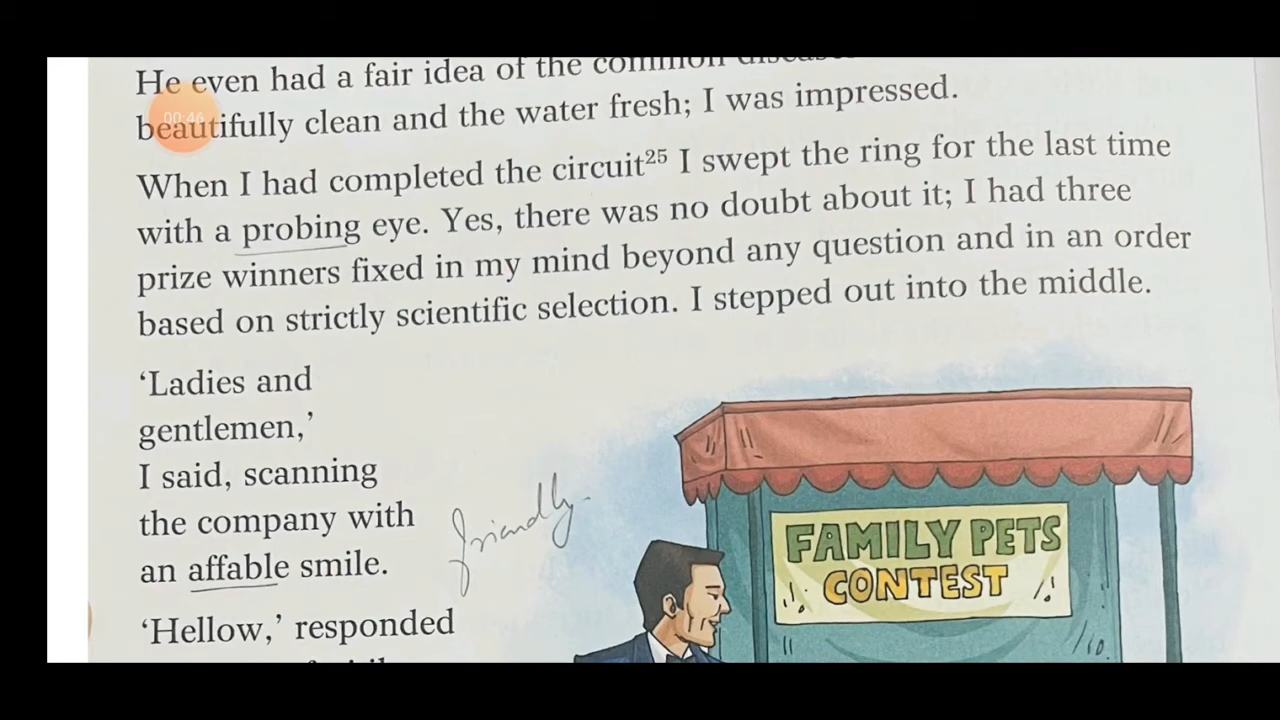 He even had a fair idea of the common
beautifully clean and the water fresh; I was impressed.
When I had completed the circuit25 I swept the ring for the last time
with a probing eye. Yes, there was no doubt about it; I had three
prize winners fixed in my mind beyond any question and in an order
based on strictly scientific selection. I stepped out into the middle.
‘Ladies and
gentlemen,’
I said, scanning
the company with
an affable smile.
friendly.
‘Hellow,’ responded
FAMILY PETS
CONTEST
00:46